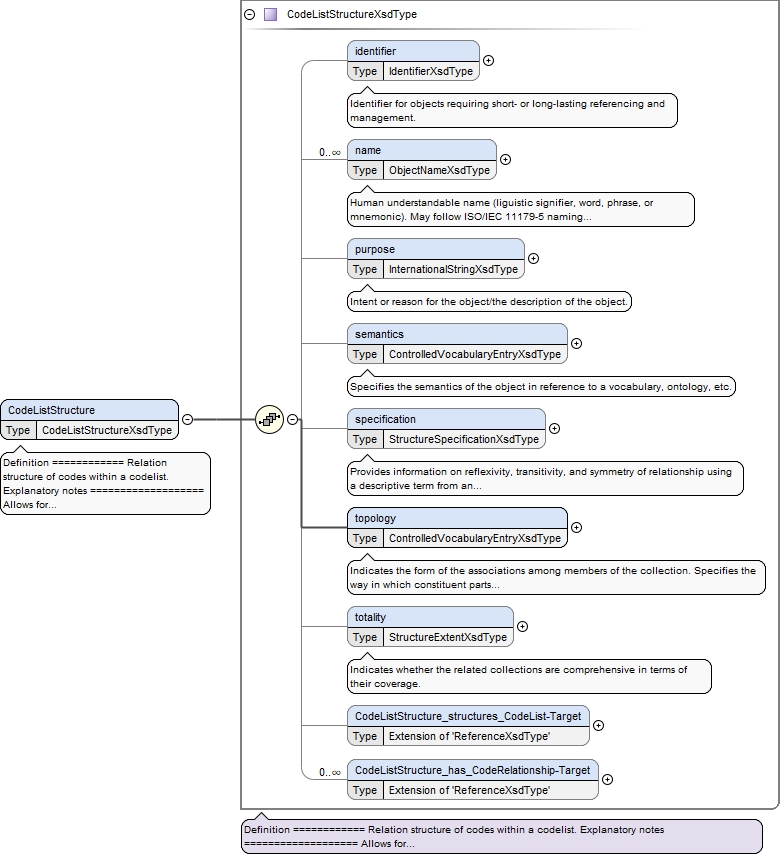 CodeListStructureXsdType
identifier
Type IdentifierXsdType
Identifier for objects requiring short- or long-lasting referencing and
management.
0..∞
name
Type ObjectNameXsdType
Human understandable name (liguistic signifier, word, phrase, or
mnemonic). May follow ISO/IEC 11179-5 naming...
purpose
Type InternationalStringXsdType
Intent or reason for the object/the description of the object.
semantics
Type ControlledVocabularyEntryXsdType
Specifies the semantics of the object in reference to a vocabulary, ontology, etc.
CodeListStructure
Type CodeListStructureXsdType
Definition ============ Relation
structure of codes within a codelist.
Explanatory notes ===================
Allows for...
specification
Type StructureSpecificationXsdType
Provides information on reflexivity, transitivity, and symmetry of relationship using
a descriptive term from an...
topology
Type ControlledVocabularyEntryXsdType
Indicates the form of the associations among members of the collection. Specifies the
way in which constituent parts...
totality
Type StructureExtentXsdType
Indicates whether the related collections are comprehensive in terms of
their coverage.
CodeListStructure_structures_CodeList-Target
Type Extension of 'ReferenceXsdType'
0..∞
CodeListStructure_has_CodeRelationship-Target
Type Extension of 'ReferenceXsdType'
Definition ============ Relation structure of codes within a codelist. Explanatory notes
=================== Allows for...